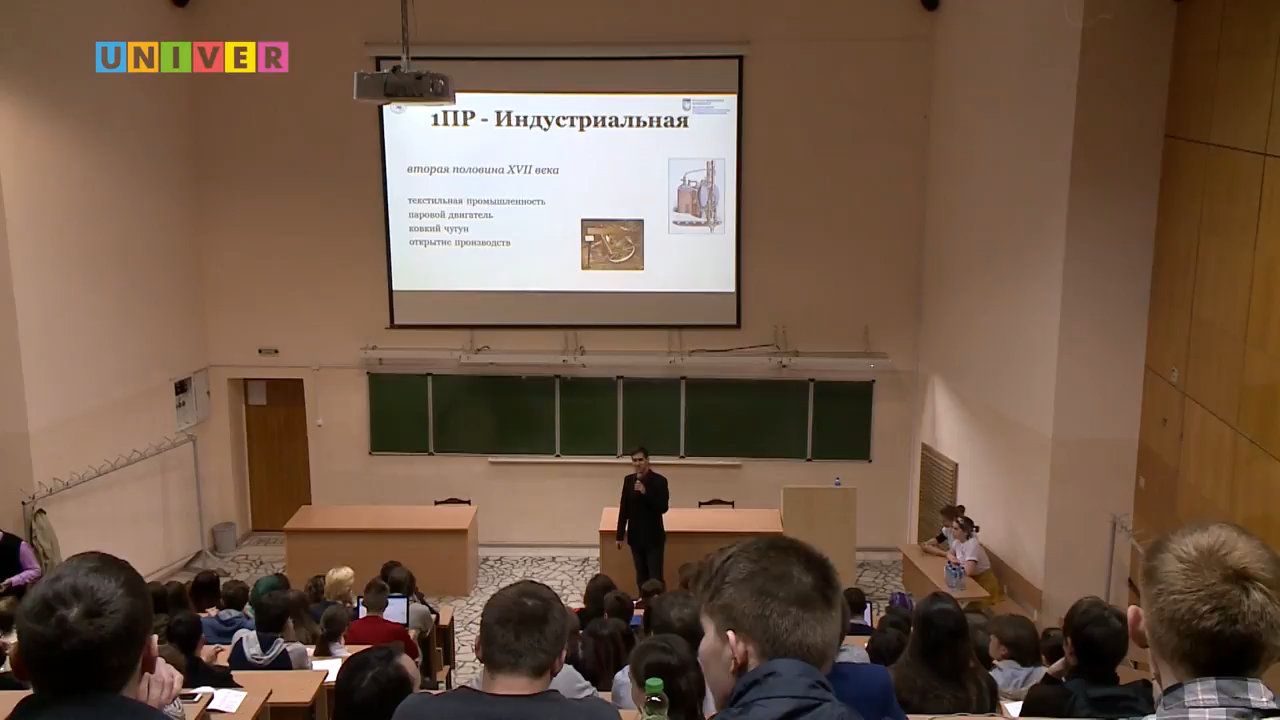 UNIVER
1ПР - Индустриальная
вторая половина XVII века
текстильная промышленность
паровой двигатель
ковкий чугун
открытие производств